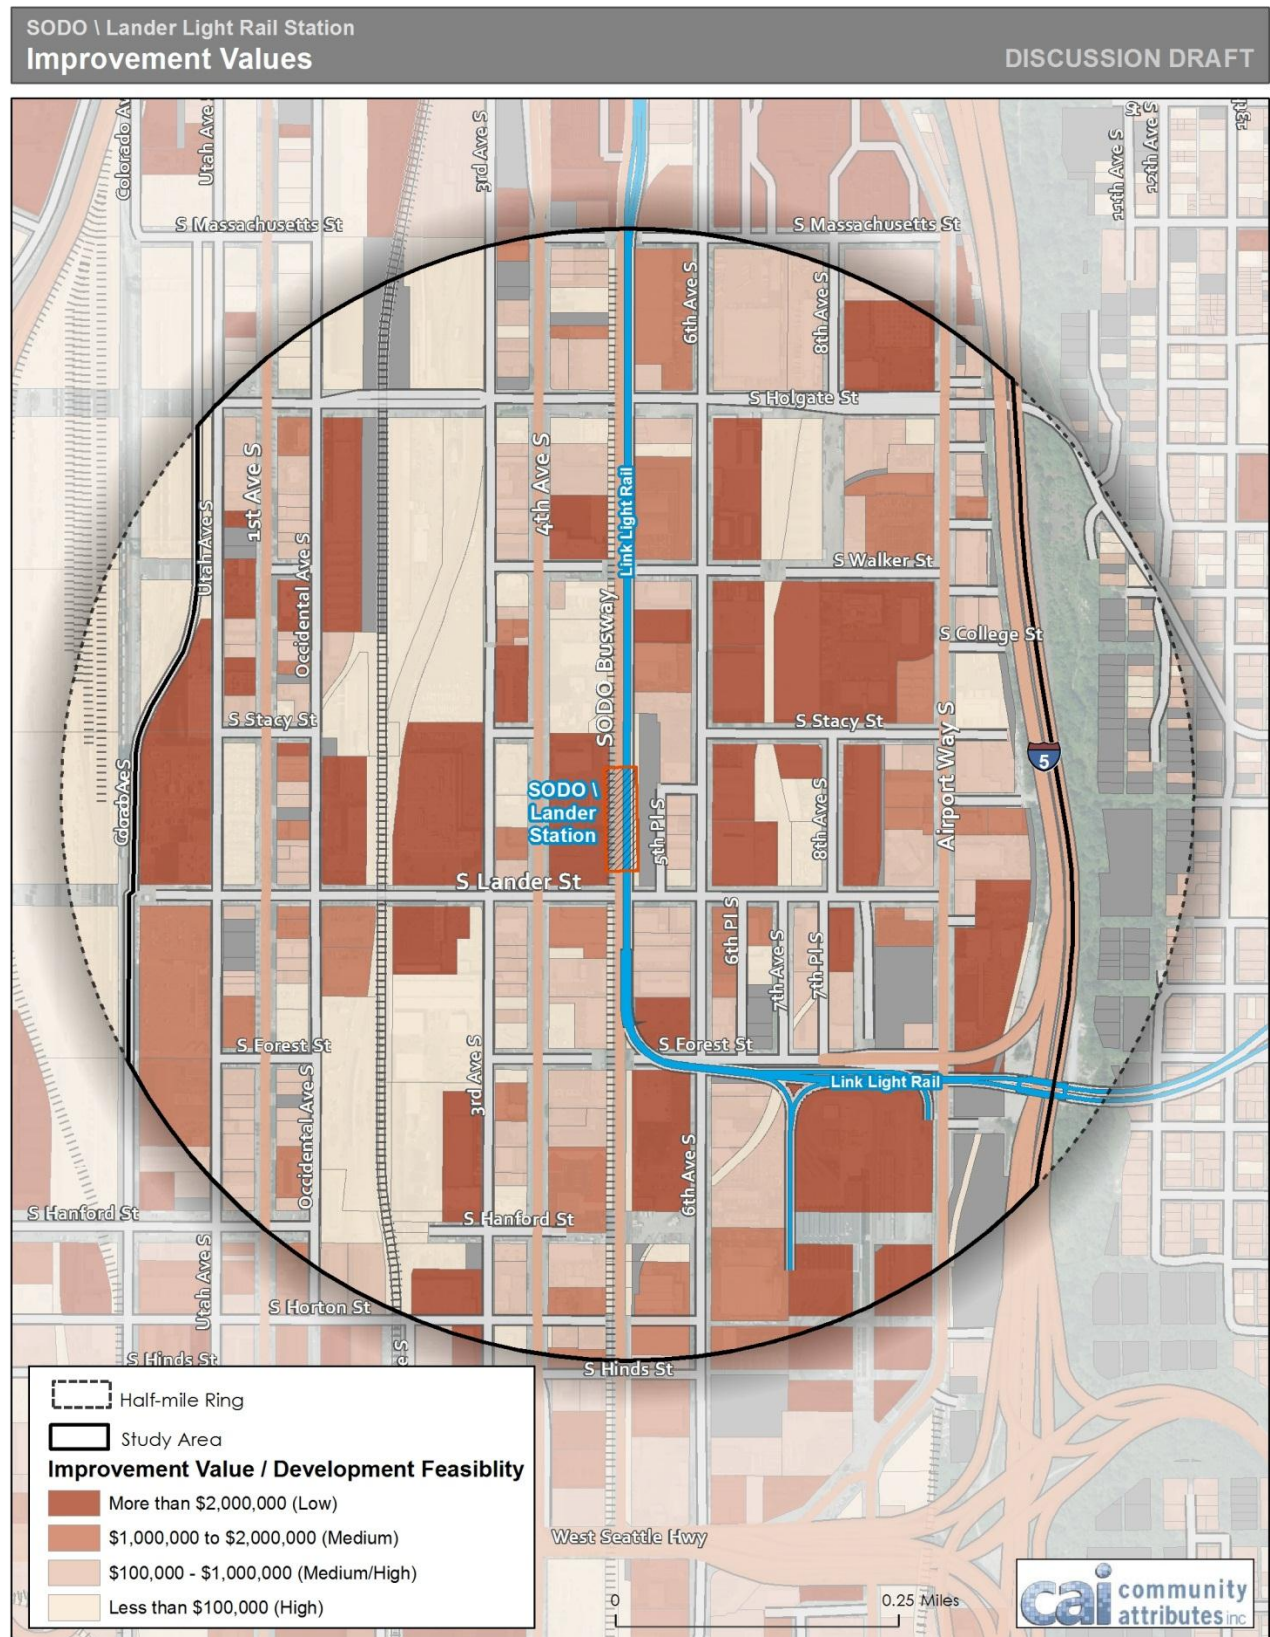 SODO \ Lander Light Rail Station
Improvement Values
DISCUSSION DRAFT
Colorado Av
Utah Ave S
3rd Ave S
11th Ave S
12th Ave S
13th
S Massachusetts St
S Massachusetts St
6th Ave S
8th Ave S
S Holgate St
1st Ave S
4th Ave S
Link Light Rail
Utah Ave S
Occidental Ave S
S Walker St
SODO Busway
S College St
S Stacy St
S Stacy St
Airport Way S
5
SODO \
Lander
Station
5th Pl S
8th Ave S
S Lander St
6th Pl S
7th Ave S
7th Pl S
S Forest St
3rd Ave S
S Forest St
Link Light Rail
Occidental Ave S
6th Ave S
S Hanford St
S Hanford St
Utah Ave S
S Horton St
S Hinds St
e S
S Hinds St
Half-mile Ring
Study Area
Improvement Value / Development Feasiblity
More than $2,000,000 (Low)
$1,000,000 to $2,000,000 (Medium)
$100,000 - $1,000,000 (Medium/High)
Less than $100,000 (High)
West Seattle Hwy
0
0.25 Miles
cai community
attributes inc